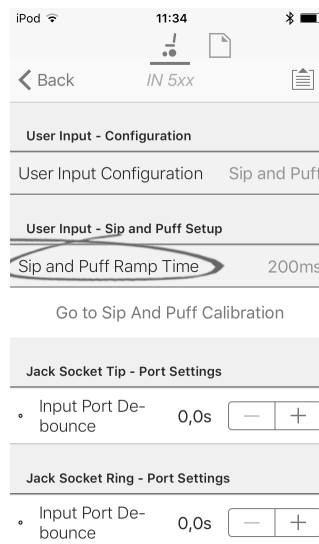 iPod 11:34
Back IN 5xx
User Input - Configuration
User Input Configuration Sip and Puff
User Input - Sip and Puff Setup
Sip and Puff Ramp Time 200ms
Go to Sip And Puff Calibration
Jack Socket Tip - Port Settings
Input Port De-
bounce 0,0s − +
Jack Socket Ring - Port Settings
Input Port De-
bounce 0,0s − +